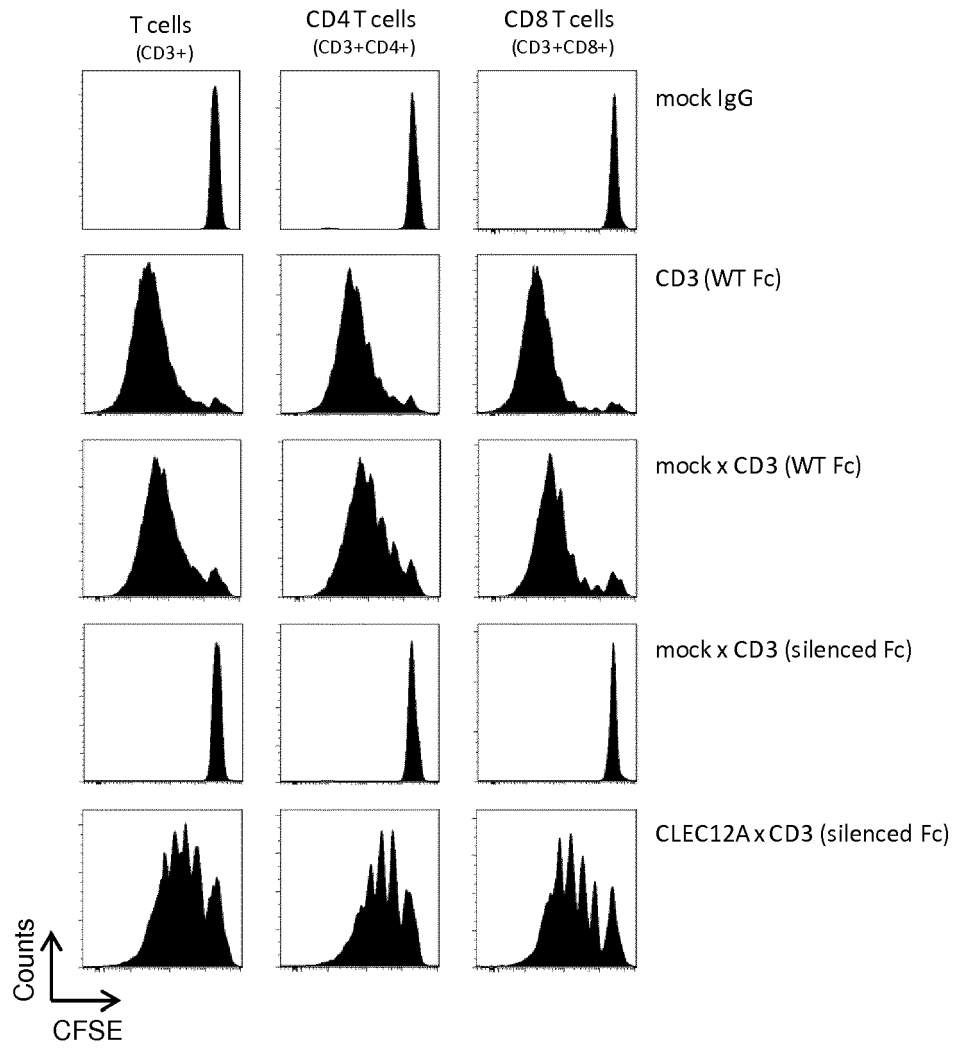 T cells
(CD3+)
CD4 T cells
(CD3+CD4+)
CD8 T cells
(CD3+CD8+)
mock IgG
CD3 (WT Fc)
mock x CD3 (WT Fc)
mock x CD3 (silenced Fc)
CLEC12A x CD3 (silenced Fc)
Counts
CFSE